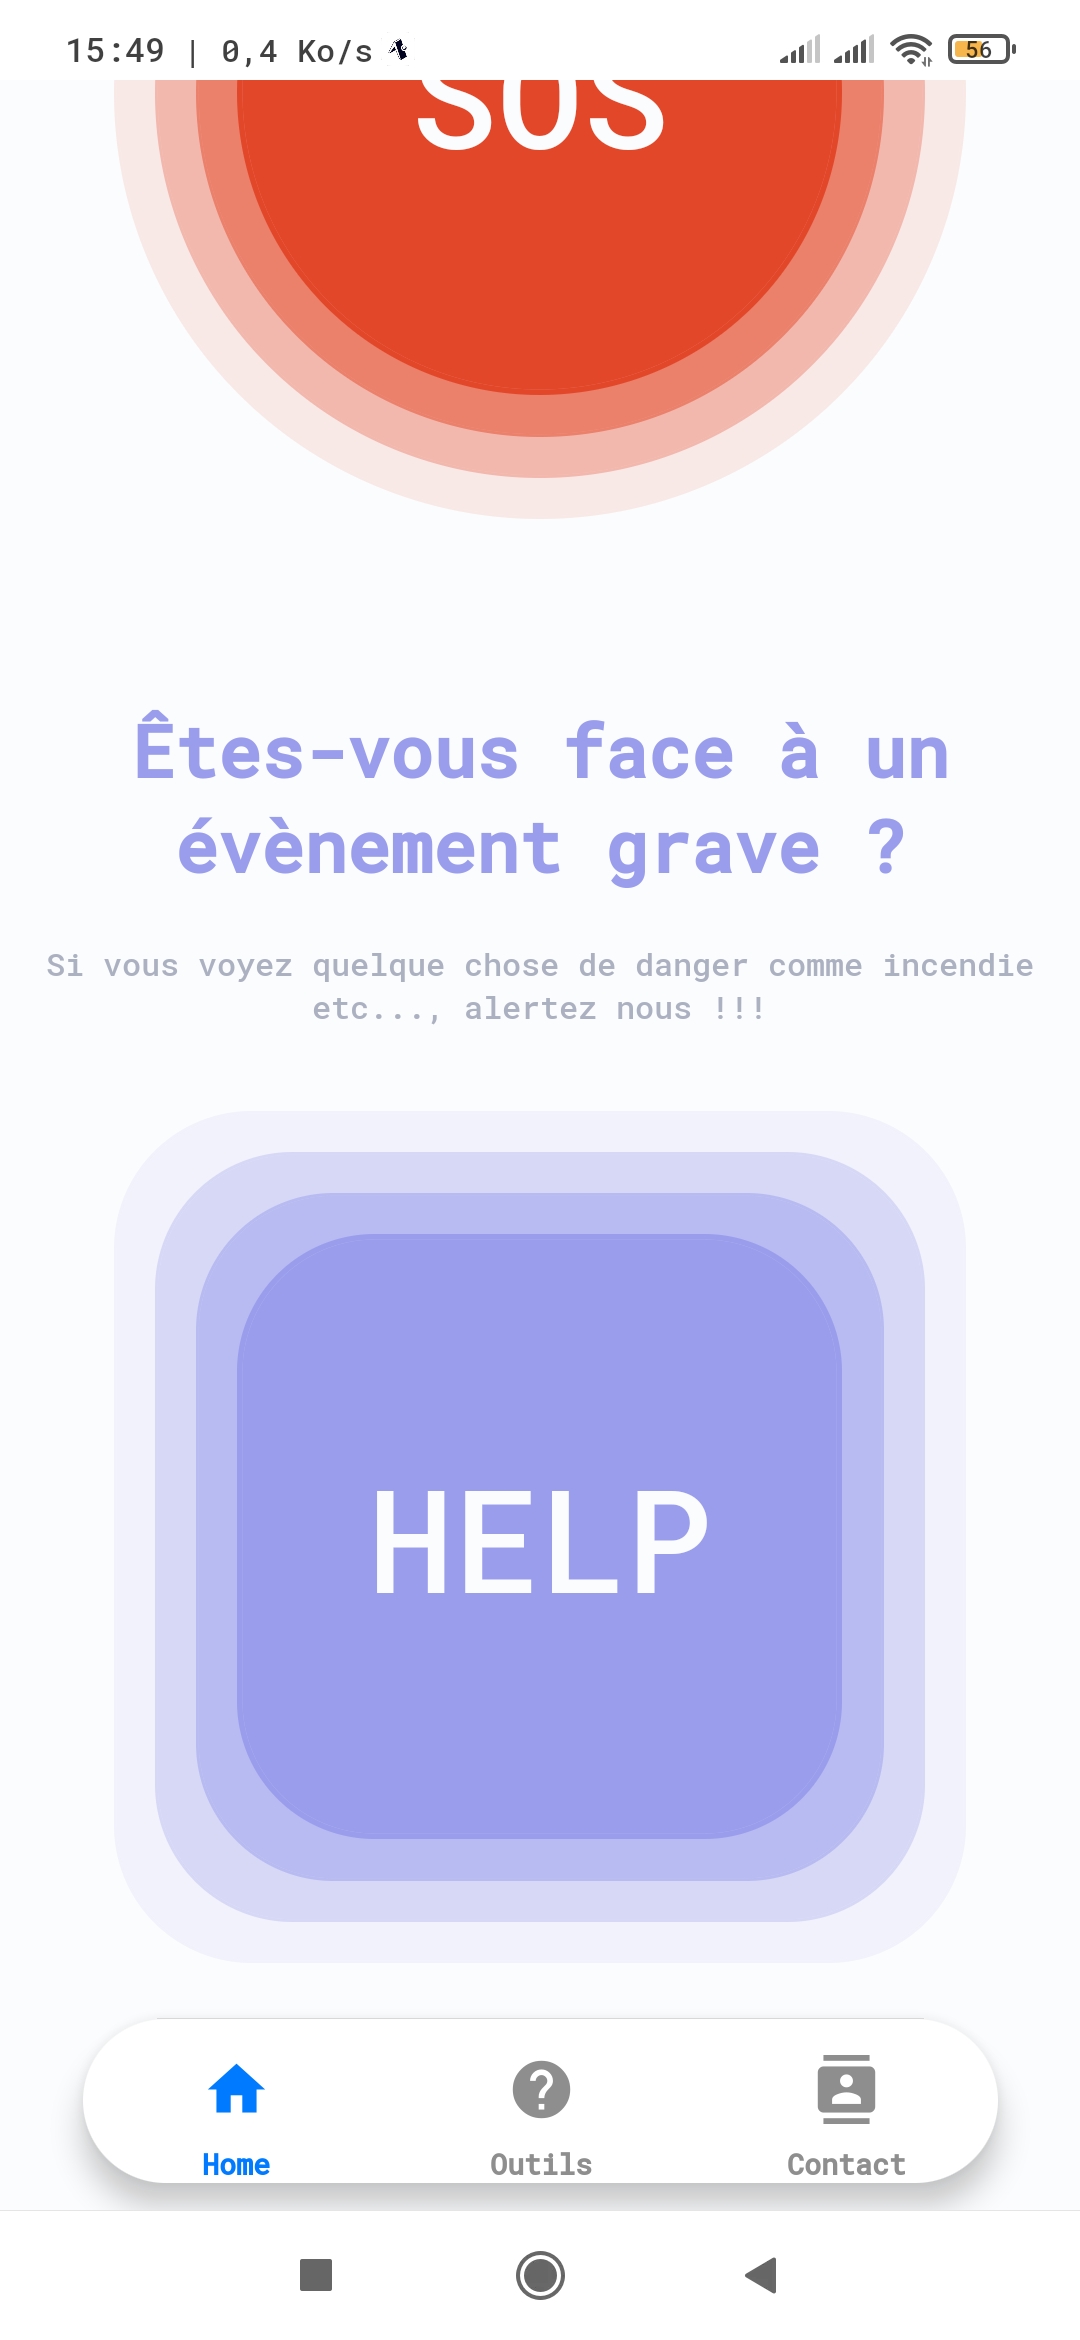 15:49 | 0,4 Ko/s
56
SOS
Êtes-vous face à un
évènement grave ?
Si vous voyez quelque chose de danger comme incendie
etc..., alertez nous !!!
HELP
Home
Outils
Contact